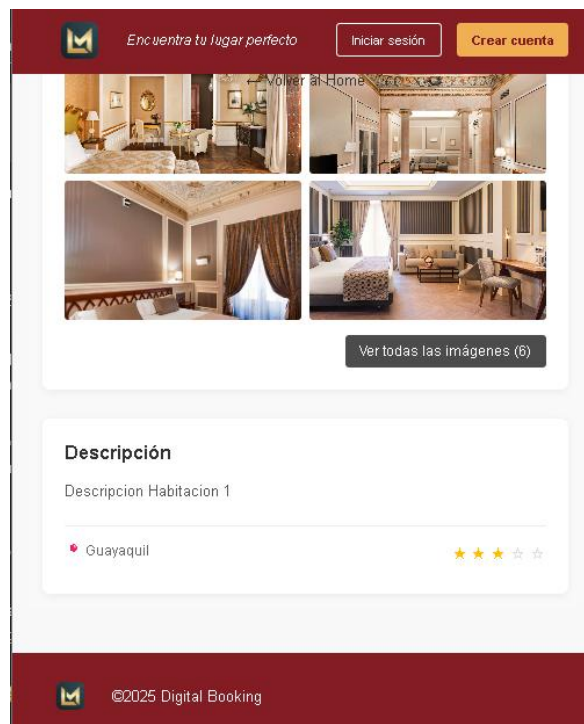 Encuentra tu lugar perfecto
Iniciar sesión
Crear cuenta
← Volver al Home
Ver todas las imágenes (6)
Descripción
Descripcion Habitacion 1
Guayaquil
©2025 Digital Booking